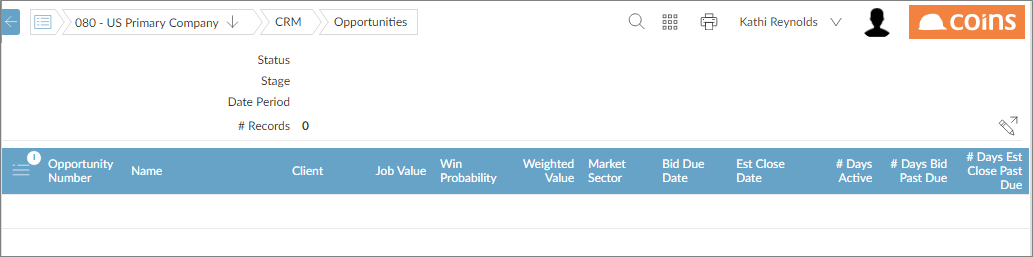 080 - US Primary Company CRM Opportunities Kathi Reynolds coins
Status
Stage
Date Period
# Records 0
Opportunity Number Name Client Job Value Win Probability Weighted Value Market Sector Bid Due Date Est Close Date # Days Active # Days Bid Past Due # Days Est Close Past Due